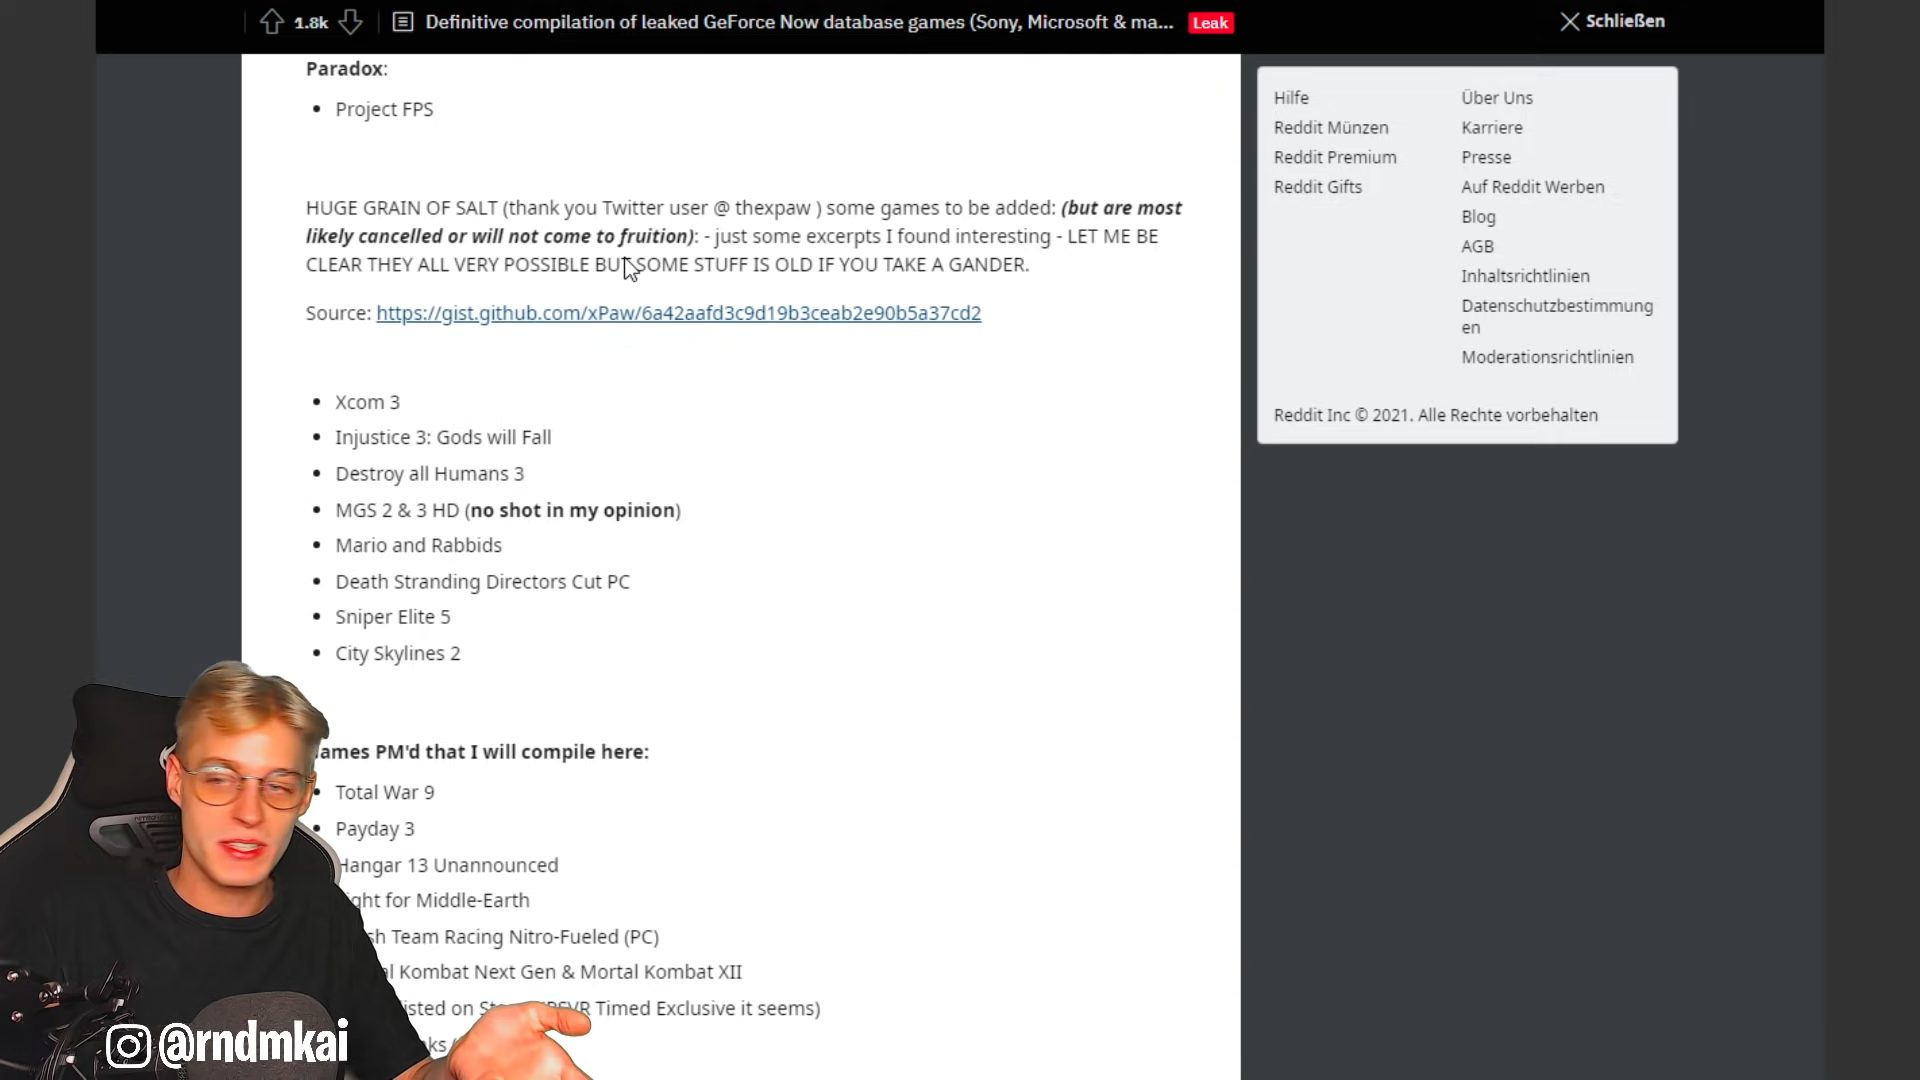 1.8k
Definitive compilation of leaked GeForce Now database games (Sony, Microsoft & ma...
Leak
Schließen
Paradox:
Project FPS
HUGE GRAIN OF SALT (thank you Twitter user @ thexpaw ) some games to be added: (but are most
likely cancelled or will not come to fruition): - just some excerpts I found interesting - LET ME BE
CLEAR THEY ALL VERY POSSIBLE BUT SOME STUFF IS OLD IF YOU TAKE A GANDER.
Source: https://gist.github.com/xPaw/6a42aafd3c9d19b3ceab2e90b5a37cd2
Xcom 3
Injustice 3: Gods will Fall
Destroy all Humans 3
MGS 2 & 3 HD (no shot in my opinion)
Mario and Rabbids
Death Stranding Directors Cut PC
Sniper Elite 5
City Skylines 2
ames PM'd that I will compile here:
Total War 9
Payday 3
Hangar 13 Unannounced
ght for Middle-Earth
sh Team Racing Nitro-Fueled (PC)
al Kombat Next Gen & Mortal Kombat XII
isted on PSVR Timed Exclusive it seems)
@rndmkai
Hilfe
Reddit Münzen
Reddit Premium
Reddit Gifts
Über Uns
Karriere
Presse
Auf Reddit Werben
Blog
AGB
Inhaltsrichtlinien
Datenschutzbestimmung
en
Moderationsrichtlinien
Reddit Inc © 2021. Alle Rechte vorbehalten